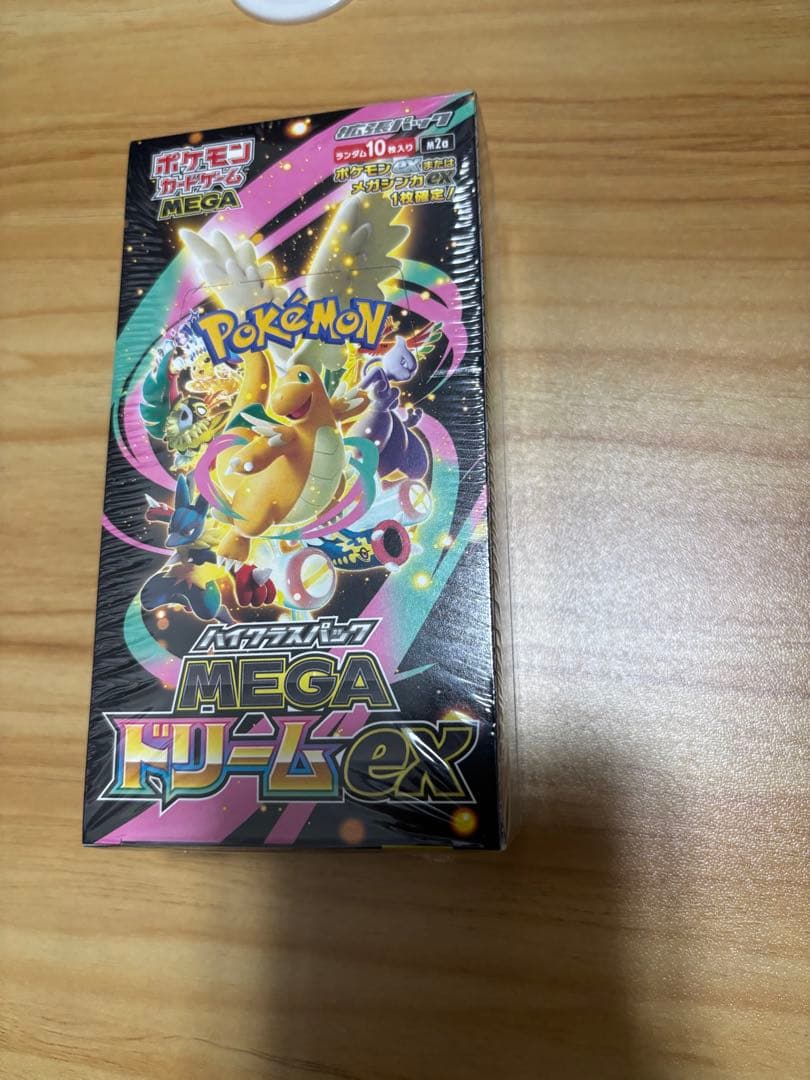 拡張パック
ポケモン
カードゲーム
MEGA
ランダム10枚入り M2a
ポケモンexまたは
メガシンカex
1枚確定!
POKÉMON
ハイクラスパック
MEGA
ドリームex